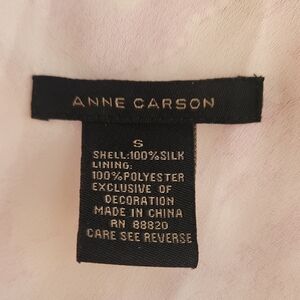 ANNE CARSON
S
SHELL:100%SILK
LINING:
100%POLYESTER
EXCLUSIVE OF
DECORATION
MADE IN CHINA
RN 88820
CARE SEE REVERSE